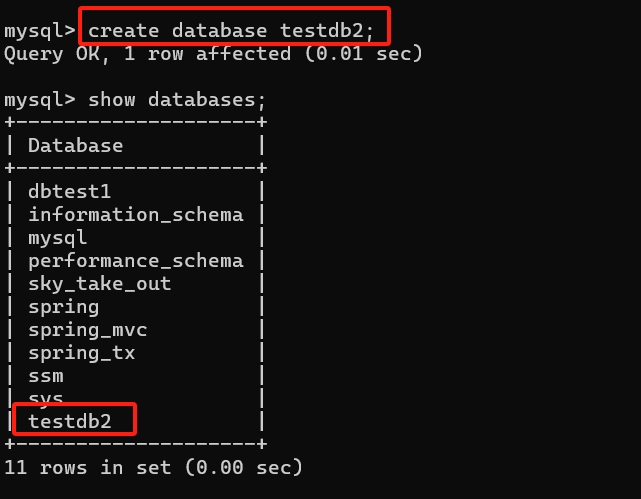 mysql> create database testdb2;
Query OK, 1 row affected (0.01 sec)
mysql> show databases;
+--------------------+
| Database           |
+--------------------+
| dbtest1            |
| information_schema |
| mysql              |
| performance_schema |
| sky_take_out       |
| spring             |
| spring_mvc         |
| spring_tx          |
| ssm                |
| sys                |
| testdb2            |
+--------------------+
11 rows in set (0.00 sec)